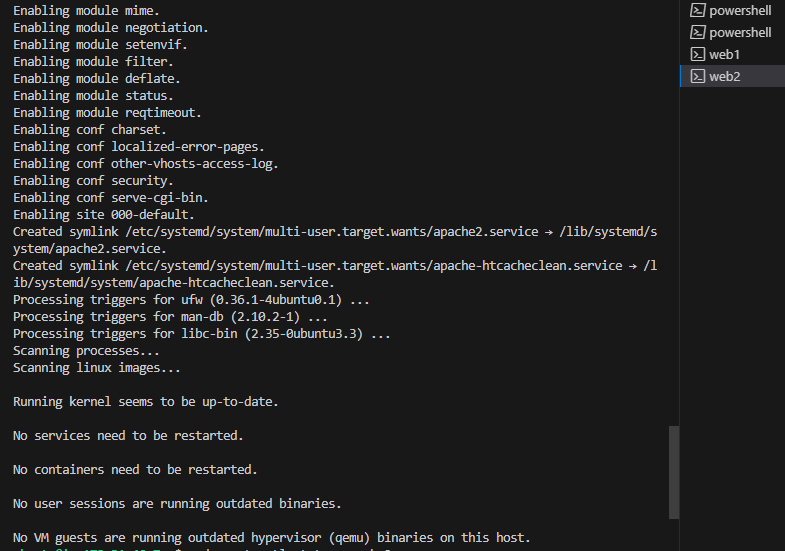 Enabling module mime.
Enabling module negotiation.
Enabling module setenvif.
Enabling module filter.
Enabling module deflate.
Enabling module status.
Enabling module reqtimeout.
Enabling conf charset.
Enabling conf localized-error-pages.
Enabling conf other-vhosts-access-log.
Enabling conf security.
Enabling conf serve-cgi-bin.
Enabling site 000-default.
Created symlink /etc/systemd/system/multi-user.target.wants/apache2.service → /lib/systemd/s
ystem/apache2.service.
Created symlink /etc/systemd/system/multi-user.target.wants/apache-htcacheclean.service → /l
ib/systemd/system/apache-htcacheclean.service.
Processing triggers for ufw (0.36.1-4ubuntu0.1) ...
Processing triggers for man-db (2.10.2-1) ...
Processing triggers for libc-bin (2.35-0ubuntu3.3) ...
Scanning processes...
Scanning linux images...
Running kernel seems to be up-to-date.
No services need to be restarted.
No containers need to be restarted.
No user sessions are running outdated binaries.
No VM guests are running outdated hypervisor (qemu) binaries on this host.
powershell
powershell
web1
web2